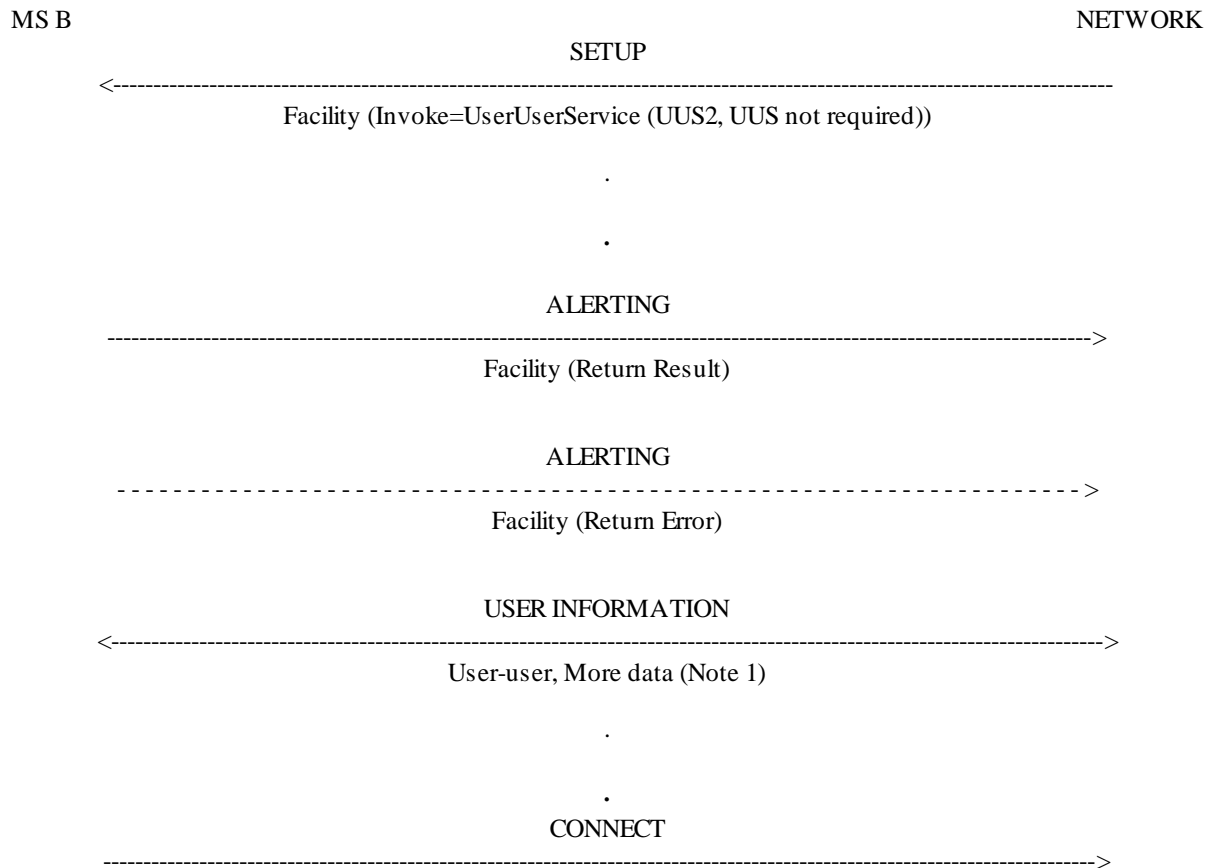 MS B NETWORK
SETUP
<------------------------------------------------------------------------------------------------------------------------------
Facility (Invoke=UserUserService (UUS2, UUS not required))
.
.
ALERTING
---------------------------------------------------------------------------------------------------------------------------->
Facility (Return Result)
ALERTING
- - - - - - - - - - - - - - - - - - - - - - - - - - - - - - - - - - - - - - - - - - - - - - - - - - - - - - - - - - - - - - - - - - - - - >
Facility (Return Error)
USER INFORMATION
<---------------------------------------------------------------------------------------------------------------------------->
User-user, More data (Note 1)
.
.
CONNECT
---------------------------------------------------------------------------------------------------------------------------->